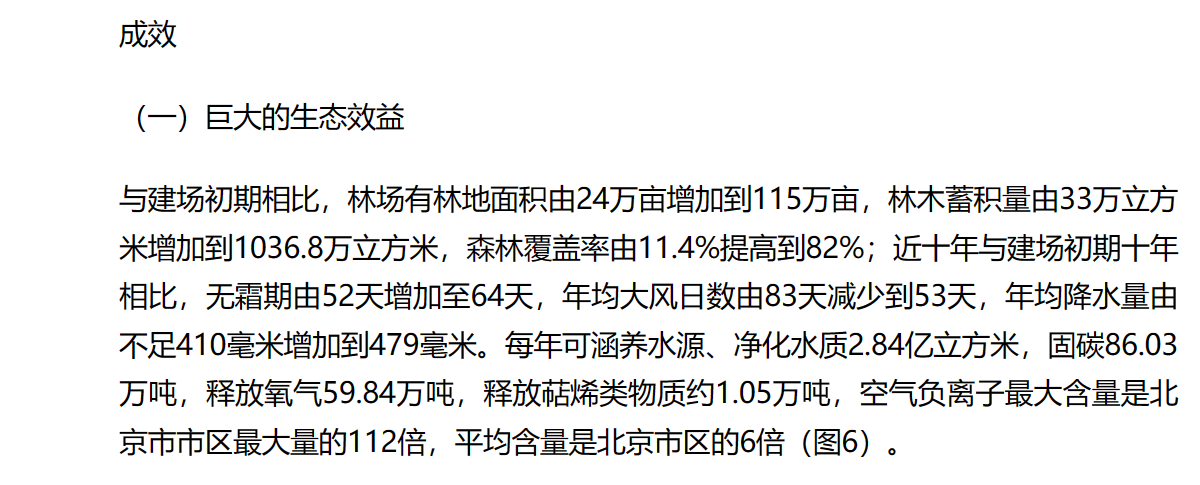 成效
（一）巨大的生态效益
与建场初期相比，林场有林地面积由24万亩增加到115万亩，林木蓄积量由33万立方
米增加到1036.8万立方米，森林覆盖率由11.4%提高到82%；近十年与建场初期十年
相比，无霜期由52天增加至64天，年均大风日数由83天减少到53天，年均降水量由
不足410毫米增加到479毫米。每年可涵养水源、净化水质2.84亿立方米，固碳86.03
万吨，释放氧气59.84万吨，释放萜烯类物质约1.05万吨，空气负离子最大含量是北
京市市区最大量的112倍，平均含量是北京市区的6倍（图6）。